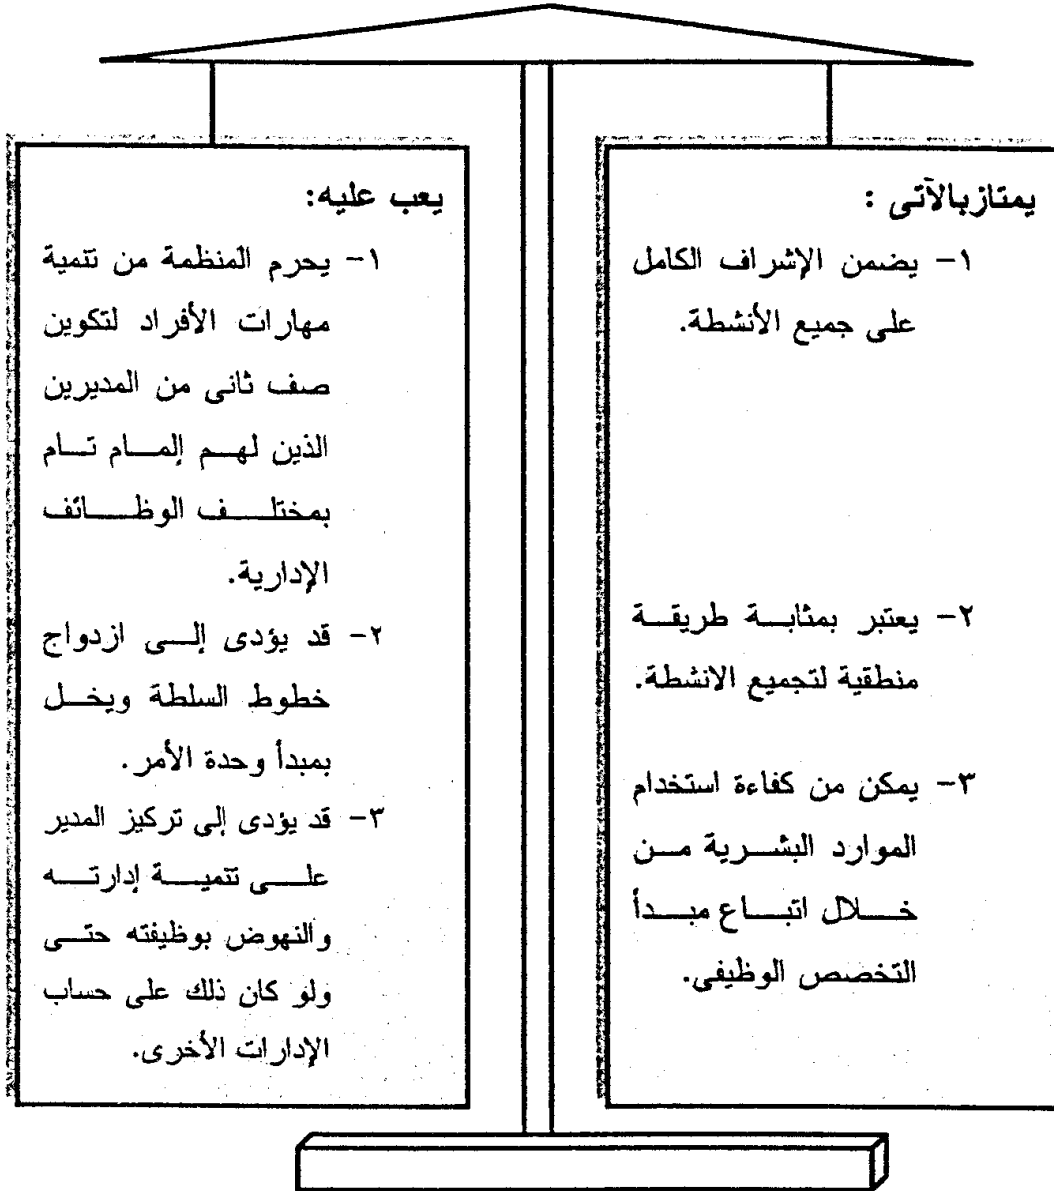 يمتاز بالآتى :
١- يضمن الإشراف الكامل
على جميع الأنشطة.
٢- يعتبر بمثابة طريقة
منطقية لتجميع الانشطة.
٣- يمكن من كفاءة استخدام
الموارد البشرية من
خلال اتباع مبدأ
التخصص الوظيفى.
يعب عليه:
١- يحرم المنظمة من تنمية
مهارات الأفراد لتكوين
صف ثانى من المديرين
الذين لهم إلمام تام
بمختلف الوظائف
الإدارية.
٢- قد يؤدى إلى ازدواج
خطوط السلطة ويخل
بمبدأ وحدة الأمر.
٣- قد يؤدى إلى تركيز المدير
على تنمية إدارته
والنهوض بوظيفته حتى
ولو كان ذلك على حساب
الإدارات الأخرى.